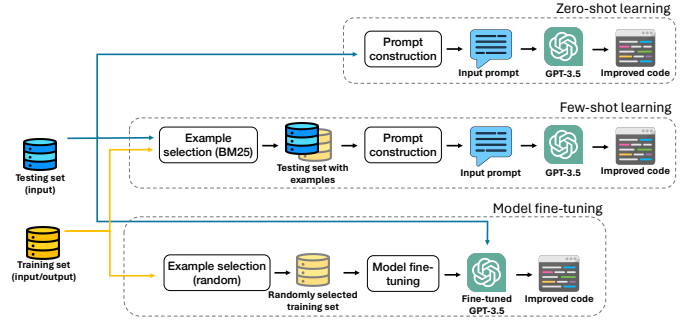 Zero-shot learning
Prompt
construction
Input prompt
GPT-3.5
Improved code
Few-shot learning
Testing set
(input)
Example
selection (BM25)
Testing set with
examples
Prompt
construction
Input prompt
GPT-3.5
Improved code
Model fine-tuning
Training set
(input/output)
Example selection
(random)
Randomly selected
training set
Model fine-
tuning
Fine-tuned
GPT-3.5
Improved code